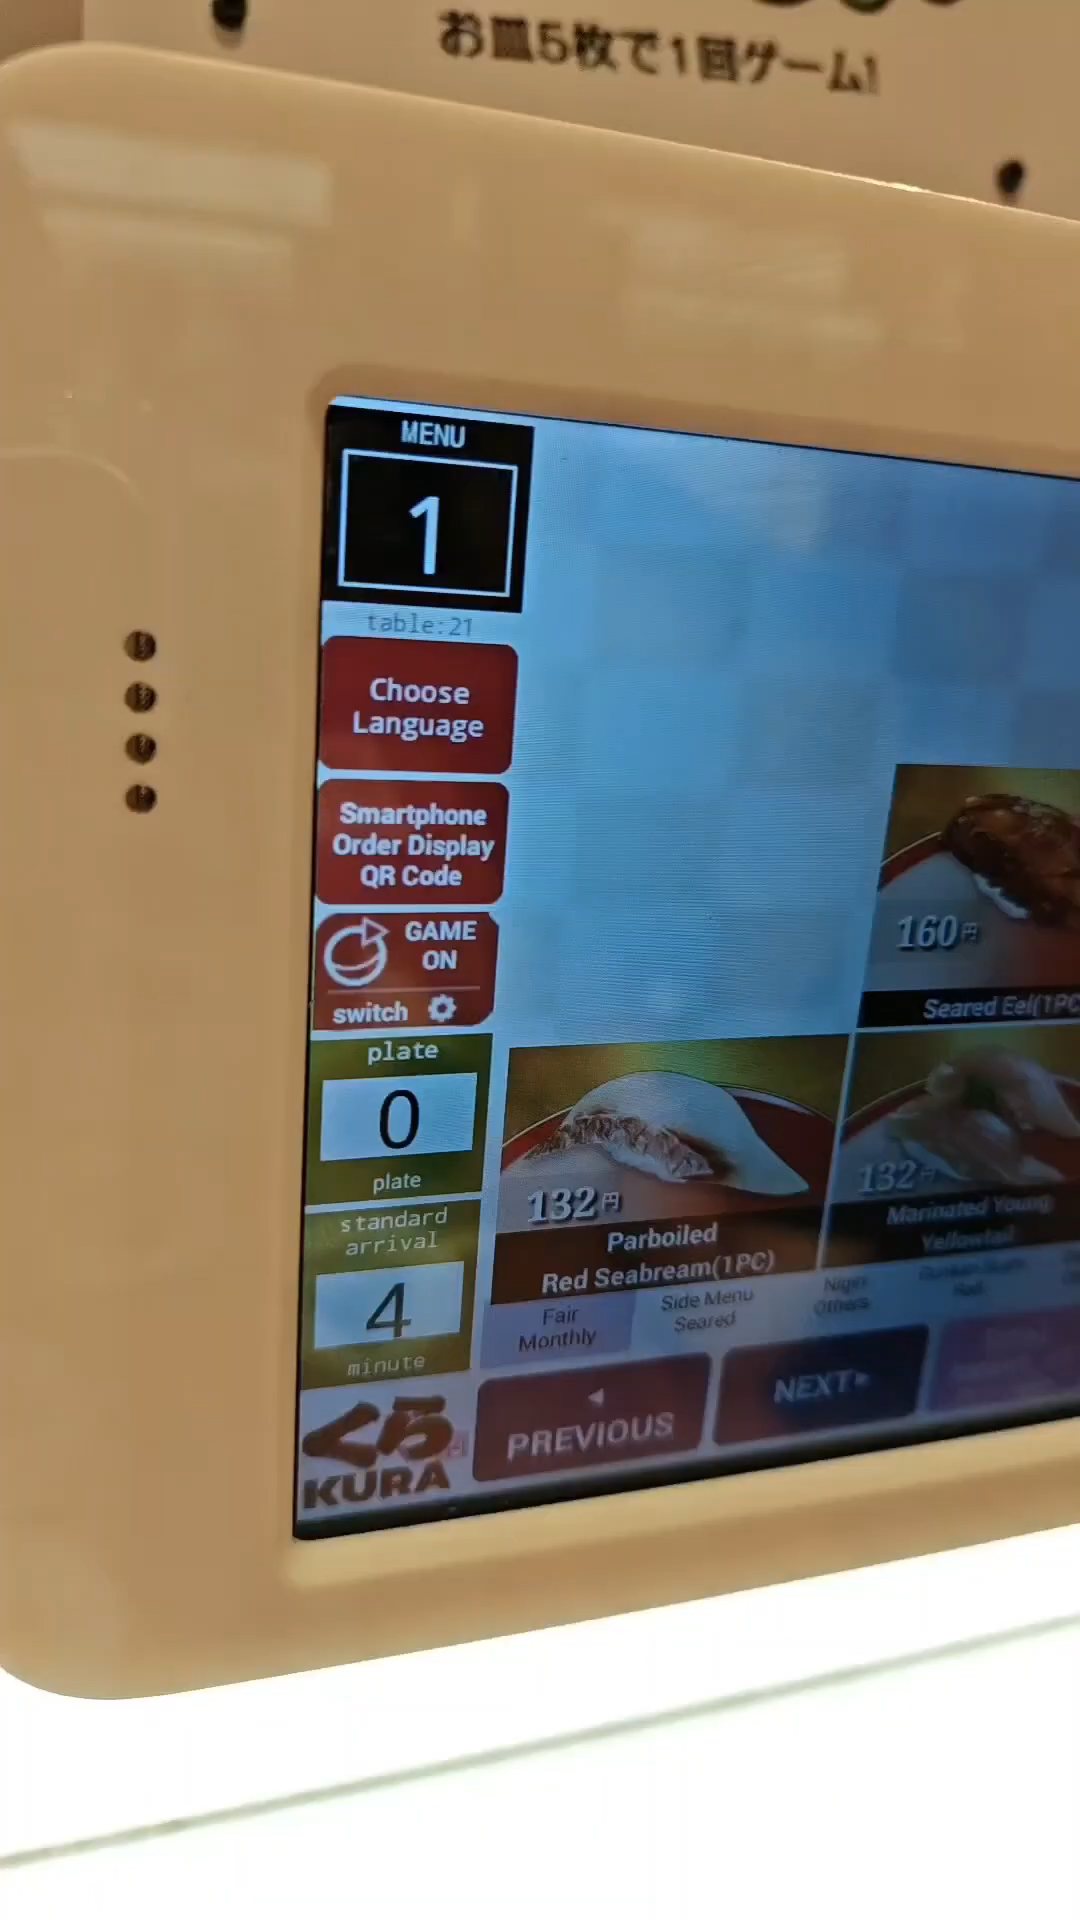 お皿5枚で1回ゲーム!
MENU
1
table:21
Choose
Language
Smartphone
Order Display
QR Code
GAME
ON
switch
plate
0
plate
standard
arrival
4
minute
くら
KURA
160円
Seared Eel(1PC
132円
Parboiled
Red Seabream(1PC)
132円
Marinated Young
Yellowtail
Fair
Monthly
Side Menu
Seared
Nigiri
Others
PREVIOUS
NEXT